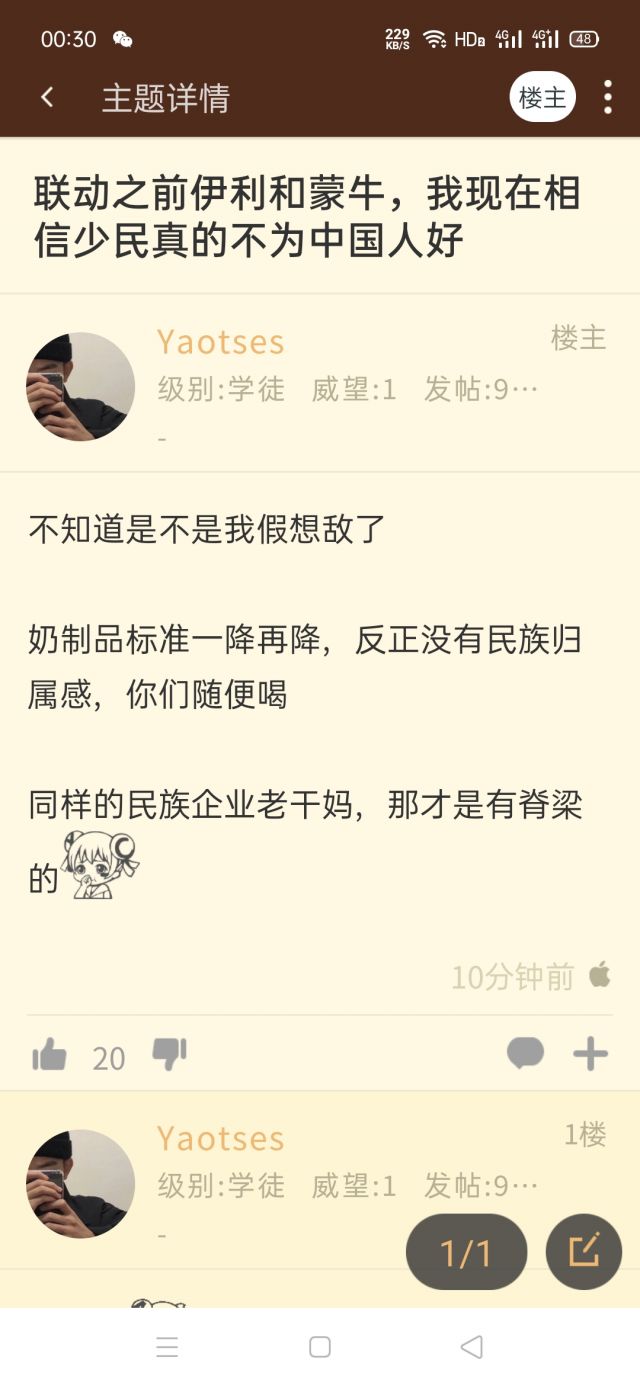 00:30
229
KB/S
HD2
4G
4G+
48
主题详情
楼主
联动之前伊利和蒙牛，我现在相
信少民真的不为中国人好
Yaotses
楼主
级别:学徒 威望:1 发帖:9…
-
不知道是不是我假想敌了
奶制品标准一降再降，反正没有民族归
属感，你们随便喝
同样的民族企业老干妈，那才是有脊梁
的
10分钟前
20
Yaotses
1楼
级别:学徒 威望:1 发帖:9…
-
1/1